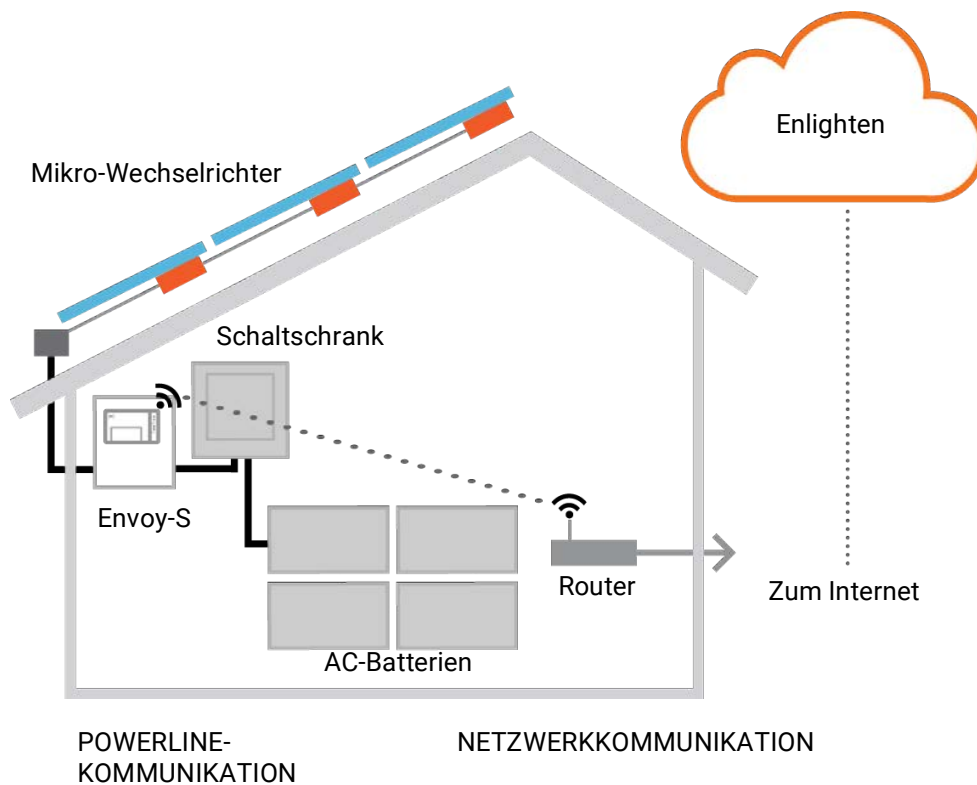 Enlighten
Mikro-Wechselrichter
Schaltschrank
Envoy-S
Router
Zum Internet
AC-Batterien
POWERLINE-
KOMMUNIKATION
NETZWERKKOMMUNIKATION